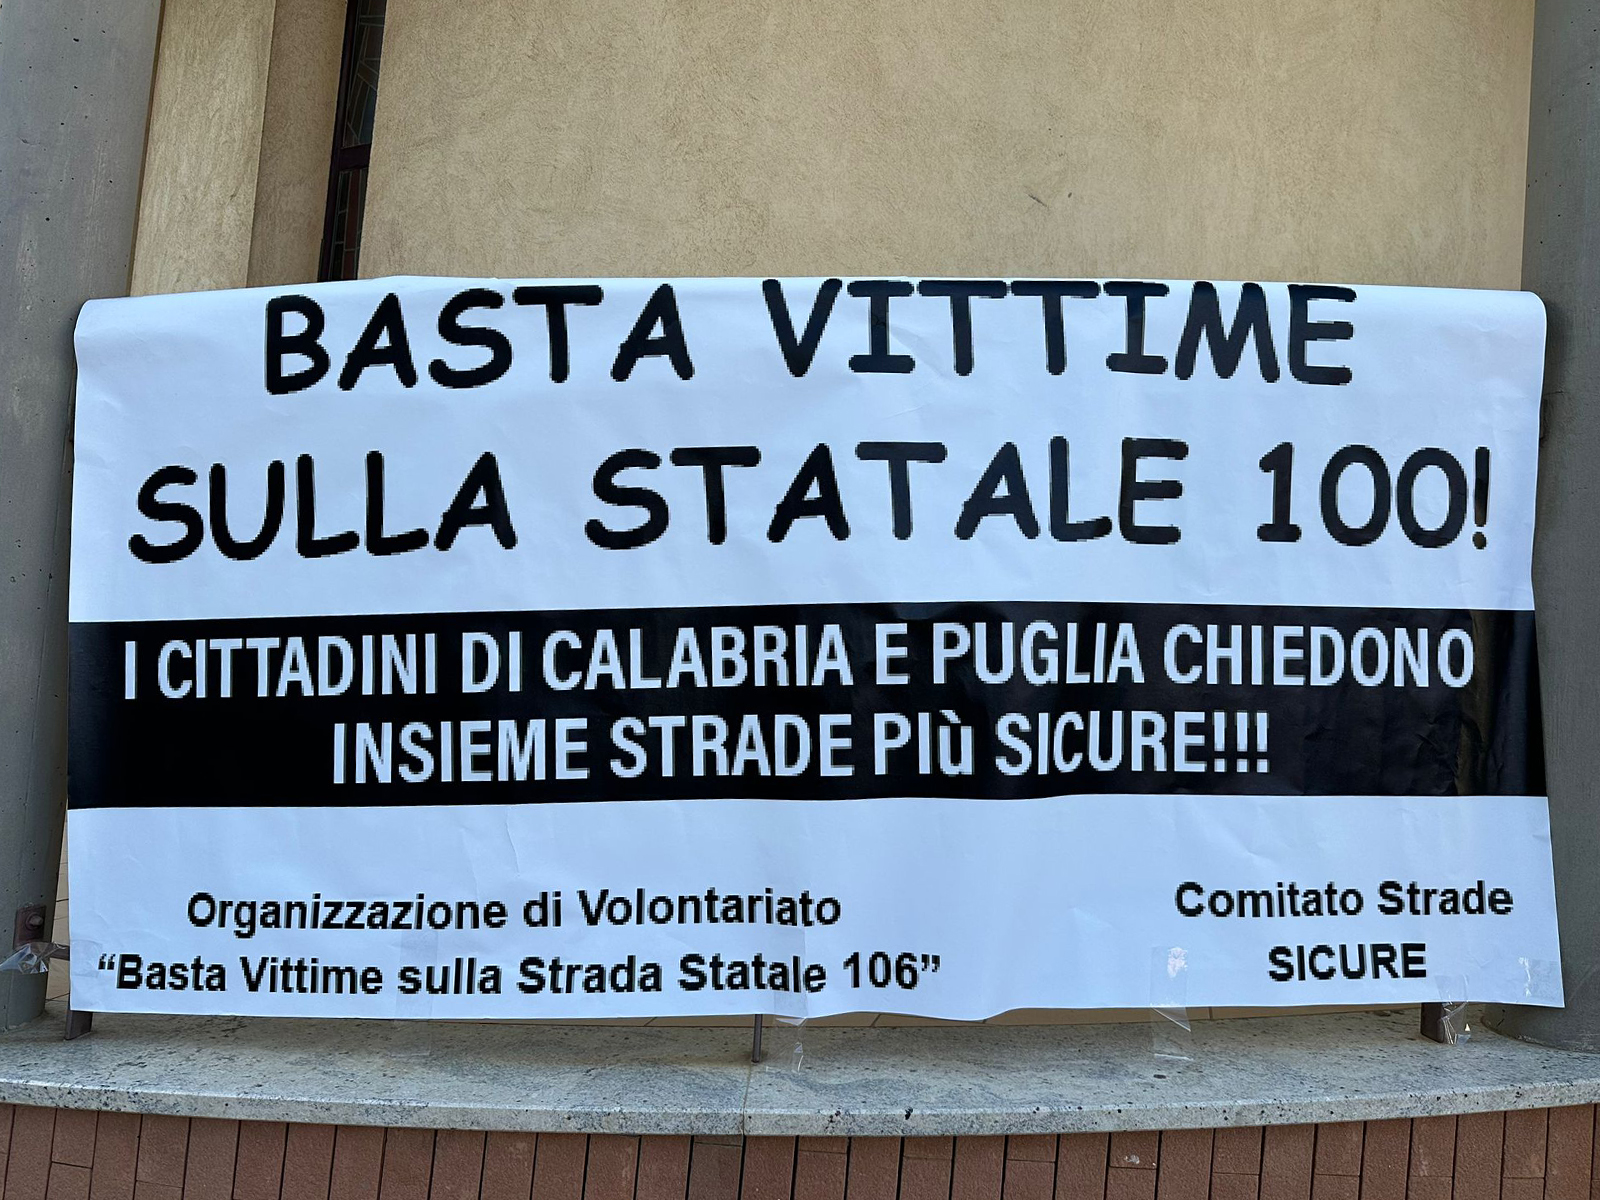 BASTA VITTIME
SULLA STATALE 100!
I CITTADINI DI CALABRIA E PUGLIA CHIEDONO
INSIEME STRADE PIù SICURE!!!
Organizzazione di Volontariato
“Basta Vittime sulla Strada Statale 106”
Comitato Strade
SICURE